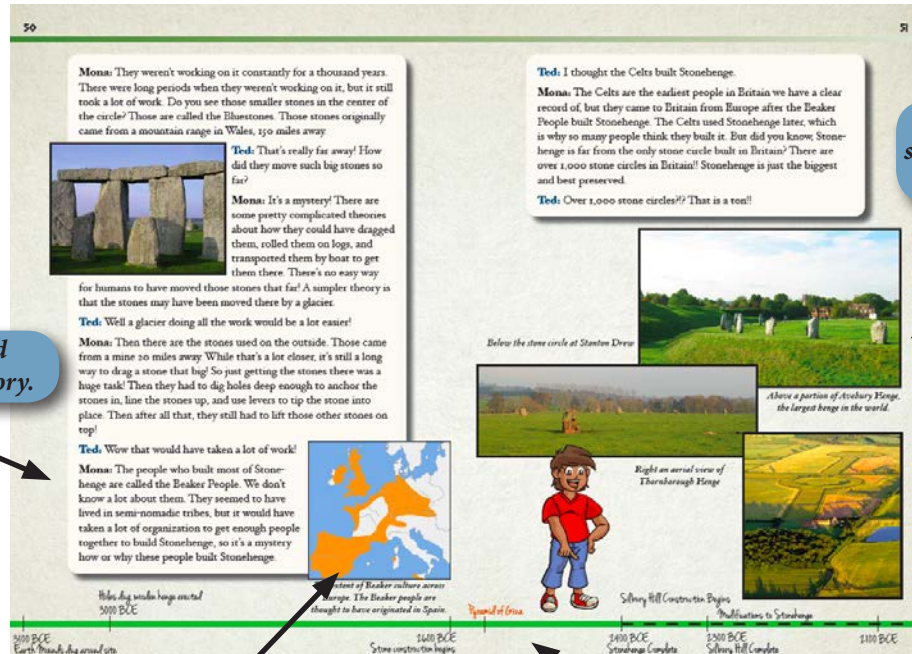 50
51
Mona: They weren't working on it constantly for a thousand years.
There were long periods when they weren't working on it, but it still
took a lot of work. Do you see those smaller stones in the center of
the circle? Those are called the Bluestones. Those stones originally
came from a mountain range in Wales, 150 miles away.
Ted: That's really far away! How
did they move such big stones so
far?
Mona: It's a mystery! There are
some pretty complicated theories
about how they could have dragged
them, rolled them on logs, and
transported them by boat to get
them there. There's no easy way
for humans to have moved those stones that far! A simpler theory is
that the stones may have been moved there by a glacier.
Ted: Well a glacier doing all the work would be a lot easier!
Mona: Then there are the stones used on the outside. Those came
from a mine 20 miles away. While that's a lot closer, it's still a long
way to drag a stone that big! So just getting the stones there was a
huge task! Then they had to dig holes deep enough to anchor the
stones in, line the stones up, and use levers to tip the stone into
place. Then after all that, they still had to lift those other stones on
top!
Ted: Wow that would have taken a lot of work!
Mona: The people who built most of Stone-
henge are called the Beaker People. We don't
know a lot about them. They seemed to have
lived in semi-nomadic tribes, but it would have
taken a lot of organization to get enough people
together to build Stonehenge, so it's a mystery
how or why these people built Stonehenge.
tent of Beaker culture across
urope. The Beaker people are
thought to have originated in Spain.
Ted: I thought the Celts built Stonehenge.
Mona: The Celts are the earliest people in Britain we have a clear
record of, but they came to Britain from Europe after the Beaker
People built Stonehenge. The Celts used Stonehenge later, which
is why so many people think they built it. But did you know, Stone-
henge is far from the only stone circle built in Britain? There are
over 1,000 stone circles in Britain!! Stonehenge is just the biggest
and best preserved.
Ted: Over 1,000 stone circles?!? That is a ton!!
Below the stone circle at Stanton Drew
Above a portion of Avebury Henge,
the largest henge in the world.
Right an aerial view of
Thornborough Henge
d
ory.
s
Holes dug wooden henge erected
3000 BCE
3100 BCE
Earth Mounds dug around site
2600 BCE
Stone construction begins
Pyramid of Giza
Silbury Hill Construction Begins
2400 BCE
Stonehenge Complete
Modifications to Stonehenge
2300 BCE
Silbury Hill Complete
1100 BCE